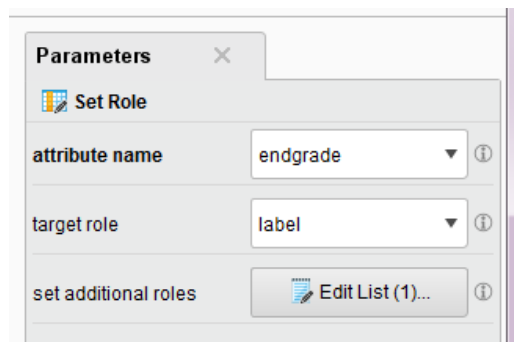 Parameters
Set Role
attribute name endgrade
target role label
set additional roles Edit List (1)...